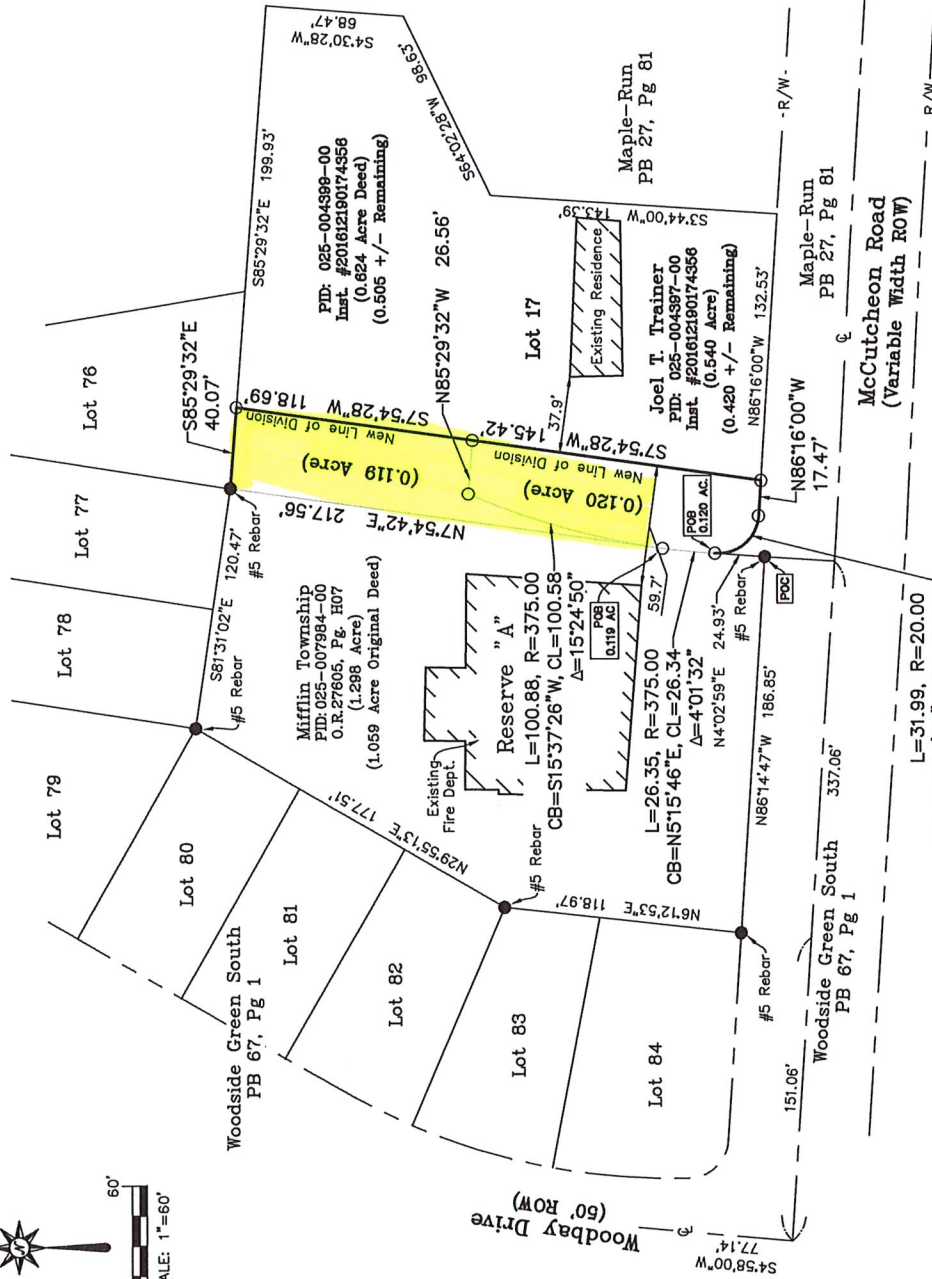 60'
ALE: 1"=60'
Lot 79
Lot 78
Lot 77
Lot 76
Lot 80
Lot 81
Lot 82
Lot 83
Lot 84
Woodside Green South
PB 67, Pg 1
Woodbay Drive
(50' ROW)
S4°58'00"W
77.14'
151.06'
#5 Rebar
S81°31'02"E 120.47'
#5 Rebar
N29°55'13"E 177.51'
#5 Rebar
N6°12'53"E 118.97'
#5 Rebar
Mifflin Township
PID: 025-007984-00
O.R.27805, Pg. H07
(1.298 Acre)
(1.059 Acre Original Deed)
Existing
Fire Dept.
Reserve "A"
L=100.88, R=375.00
CB=S15°37'26"W, CL=100.58
Δ=15°24'50"
POB
0.119 AC
59.7'
L=26.35, R=375.00
CB=N5°15'46"E, CL=26.34
Δ=4°01'32"
N4°02'59"E 24.93'
#5 Rebar
POC
POB
0.120 AC.
N86°14'47"W 186.85'
337.06'
Woodside Green South
PB 67, Pg 1
L=31.99, R=20.00
S85°29'32"E
40.07'
S85°29'32"E 199.93'
S4°30'28"W
68.47'
S64°02'28"W 98.63'
PID: 025-004399-00
Inst. #201612190174356
(0.624 Acre Deed)
(0.505 +/- Remaining)
N85°29'32"W 26.56'
N7°54'42"E 217.56'
(0.119 Acre)
New Line of Division
S7°54'28"W 118.69'
(0.120 Acre)
New Line of Division
S7°54'28"W 145.42'
37.9'
Lot 17
Existing Residence
S3°44'00"W 143.39'
Maple-Run
PB 27, Pg 81
Joel T. Trainer
PID: 025-004397-00
Inst. #201612190174356
(0.540 Acre)
(0.420 +/- Remaining)
N86°16'00"W 132.53'
N86°16'00"W
17.47'
-R/W-
Maple-Run
PB 27, Pg 81
McCutcheon Road
(Variable Width ROW)
R/W